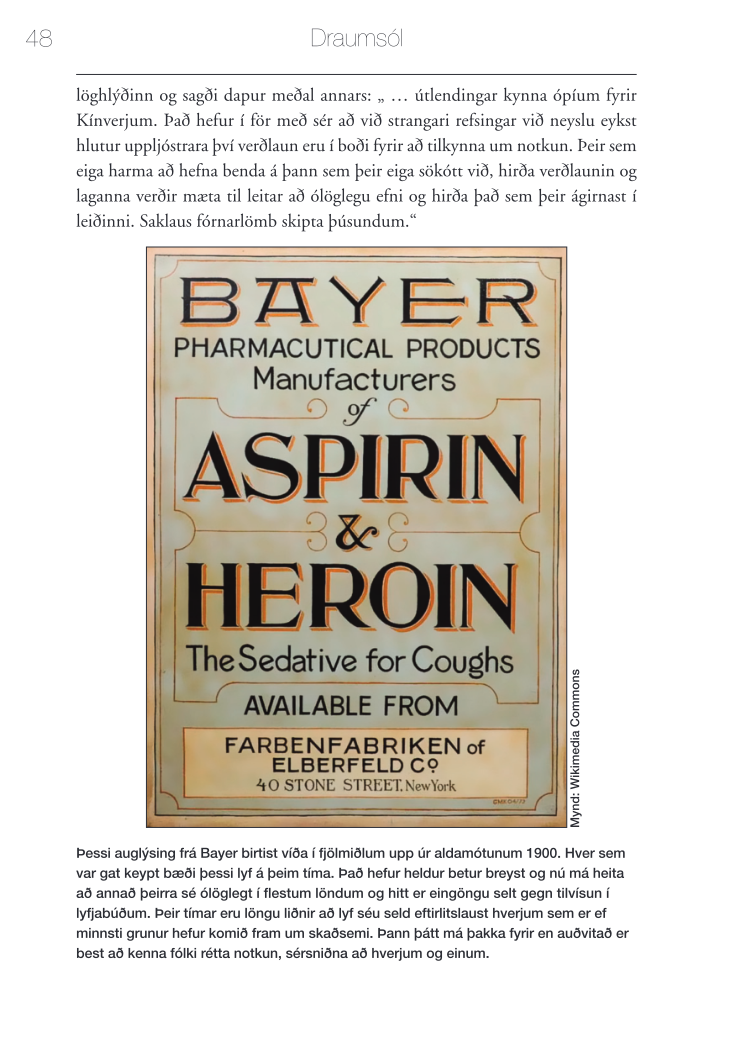 48
Draumsól
löghlýðinn og sagði dapur meðal annars: „ … útlendingar kynna ópíum fyrir
Kínverjum. Það hefur í för með sér að við strangari refsingar við neyslu eykst
hlutur uppljóstrara því verðlaun eru í boði fyrir að tilkynna um notkun. Þeir sem
eiga harma að hefna benda á þann sem þeir eiga sökótt við, hirða verðlaunin og
laganna verðir mæta til leitar að ólöglegu efni og hirða það sem þeir ágirnast í
leiðinni. Saklaus fórnarlömb skipta þúsundum.“
BAYER
PHARMACUTICAL PRODUCTS
Manufacturers
of
ASPIRIN
&
HEROIN
The Sedative for Coughs
AVAILABLE FROM
FARBENFABRIKEN of
ELBERFELD Co
40 STONE STREET, New York
Mynd: Wikimedia Commons
Þessi auglýsing frá Bayer birtist víða í fjölmiðlum upp úr aldamótunum 1900. Hver sem
var gat keypt bæði þessi lyf á þeim tíma. Það hefur heldur betur breyst og nú má heita
að annað þeirra sé ólöglegt í flestum löndum og hitt er eingöngu selt gegn tilvísun í
lyfjabúðum. Þeir tímar eru löngu liðnir að lyf séu seld eftirlitslaust hverjum sem er ef
minnsti grunur hefur komið fram um skaðsemi. Þann þátt má þakka fyrir en auðvitað er
best að kenna fólki rétta notkun, sérsniðna að hverjum og einum.